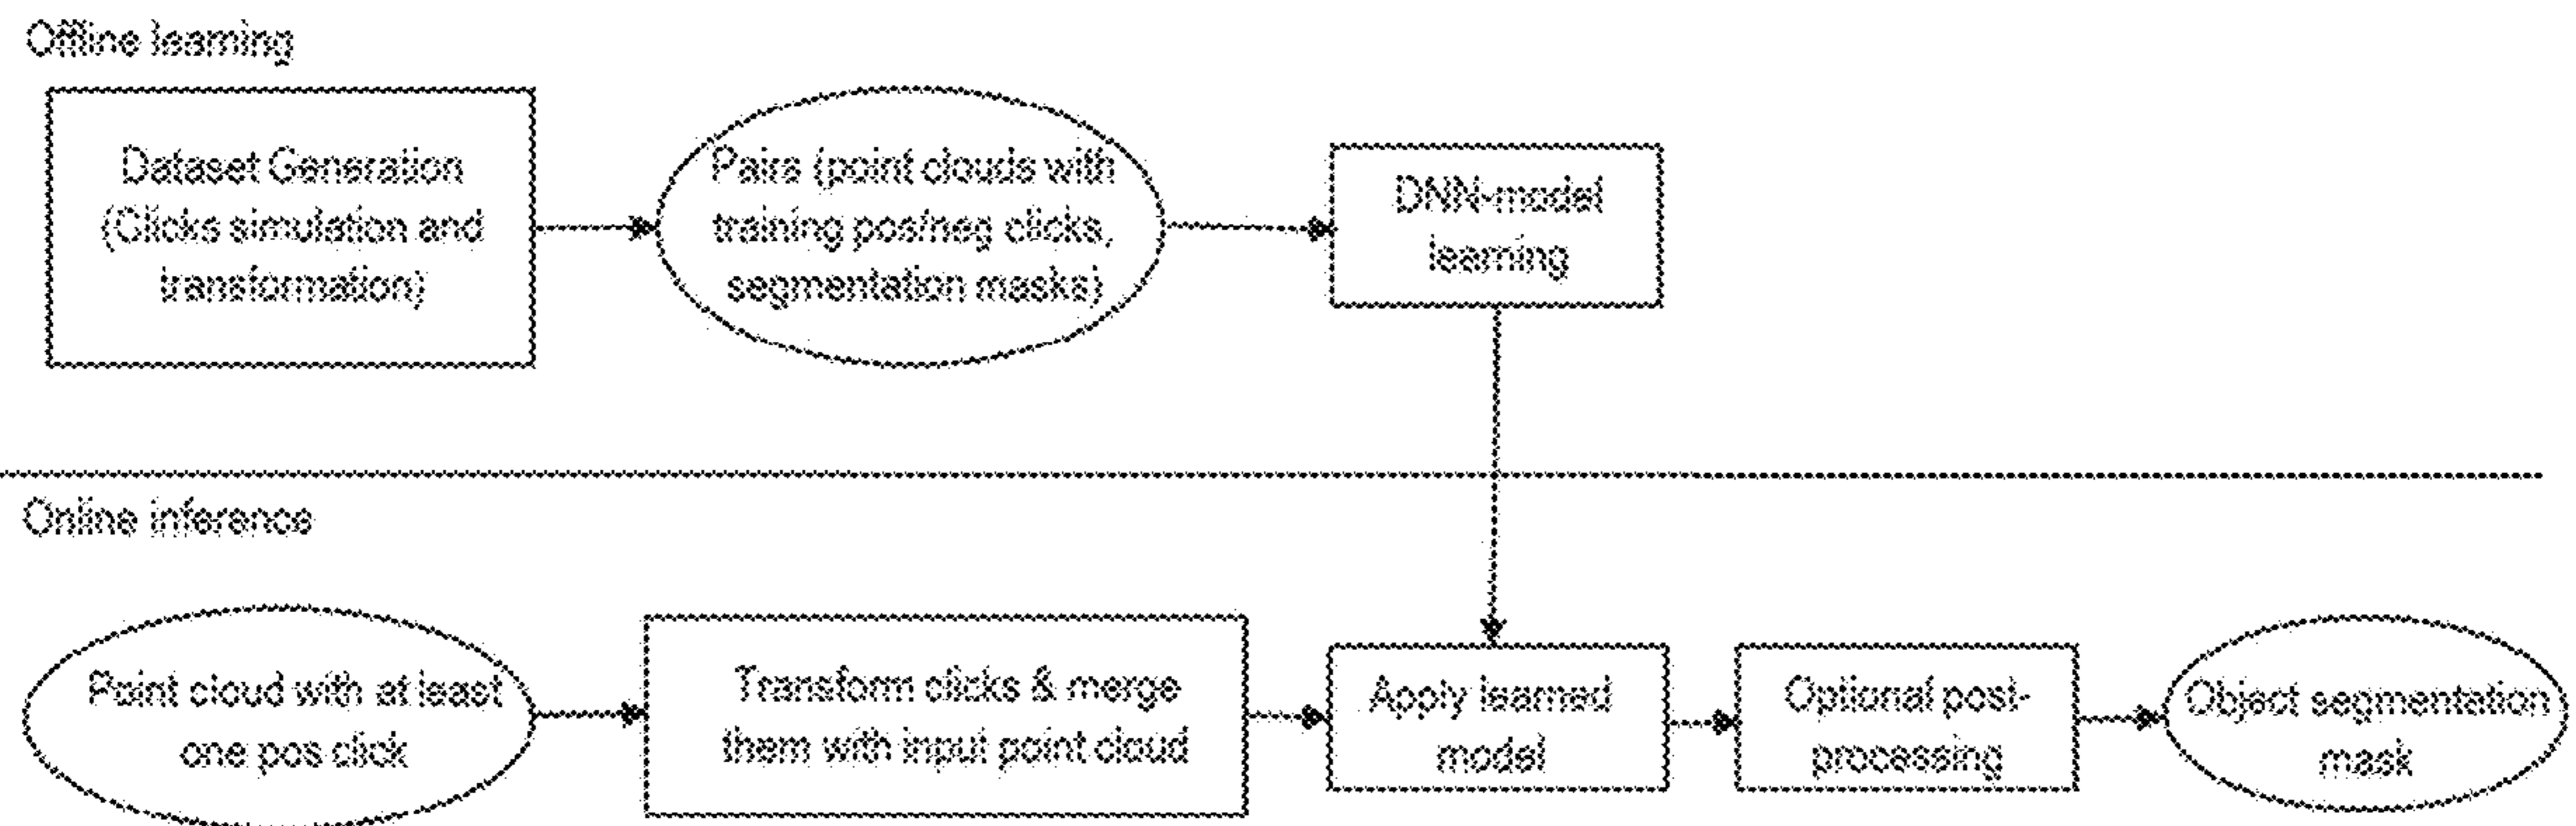 Offline learning
Dataset Generation
(Clicks simulation and
transformation)
Pairs (point clouds with
training pos/neg clicks,
segmentation masks)
DNN-model
learning
Online inference
Point cloud with at least
one pos click
Transform clicks & merge
them with input point cloud
Apply learned
model
Optional post-
processing
Object segmentation
mask